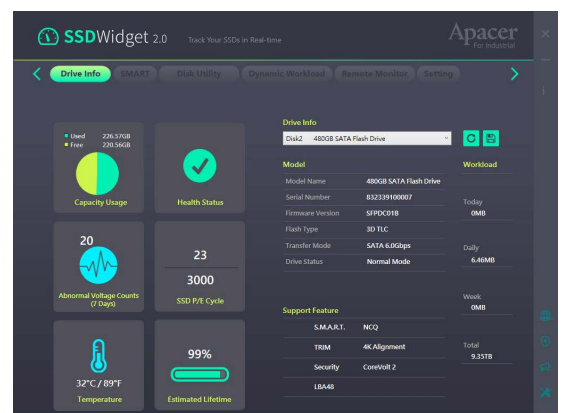 SSDWidget 2.0 Track Your SSDs in Real-time
Apacer
For Industrial
Drive Info SMART Disk Utility Dynamic Workload Remote Monitor Setting
Used 226.57GB
Free 220.56GB
Capacity Usage
Health Status
20
Abnormal Voltage Counts
(7 Days)
23
3000
SSD P/E Cycle
32°C / 89°F
Temperature
99%
Estimated Lifetime
Drive Info
Disk2 480GB SATA Flash Drive
Model
Model Name 480GB SATA Flash Drive
Serial Number 832339100007
Firmware Version SFPDC018
Flash Type 3D TLC
Transfer Mode SATA 6.0Gbps
Drive Status Normal Mode
Support Feature
S.M.A.R.T. NCQ
TRIM 4K Alignment
Security CoreVolt 2
LBA48
Workload
Today
0MB
Daily
6.46MB
Week
0MB
Total
9.35TB